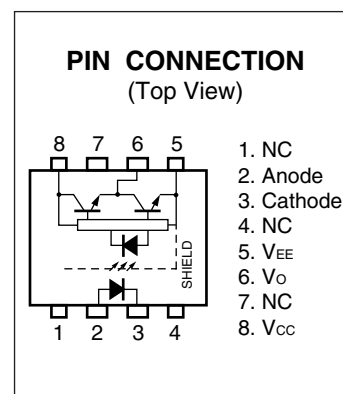 PIN CONNECTION
(Top View)
8 7 6 5
SHIELD
1 2 3 4
1. NC
2. Anode
3. Cathode
4. NC
5. VEE
6. VO
7. NC
8. VCC